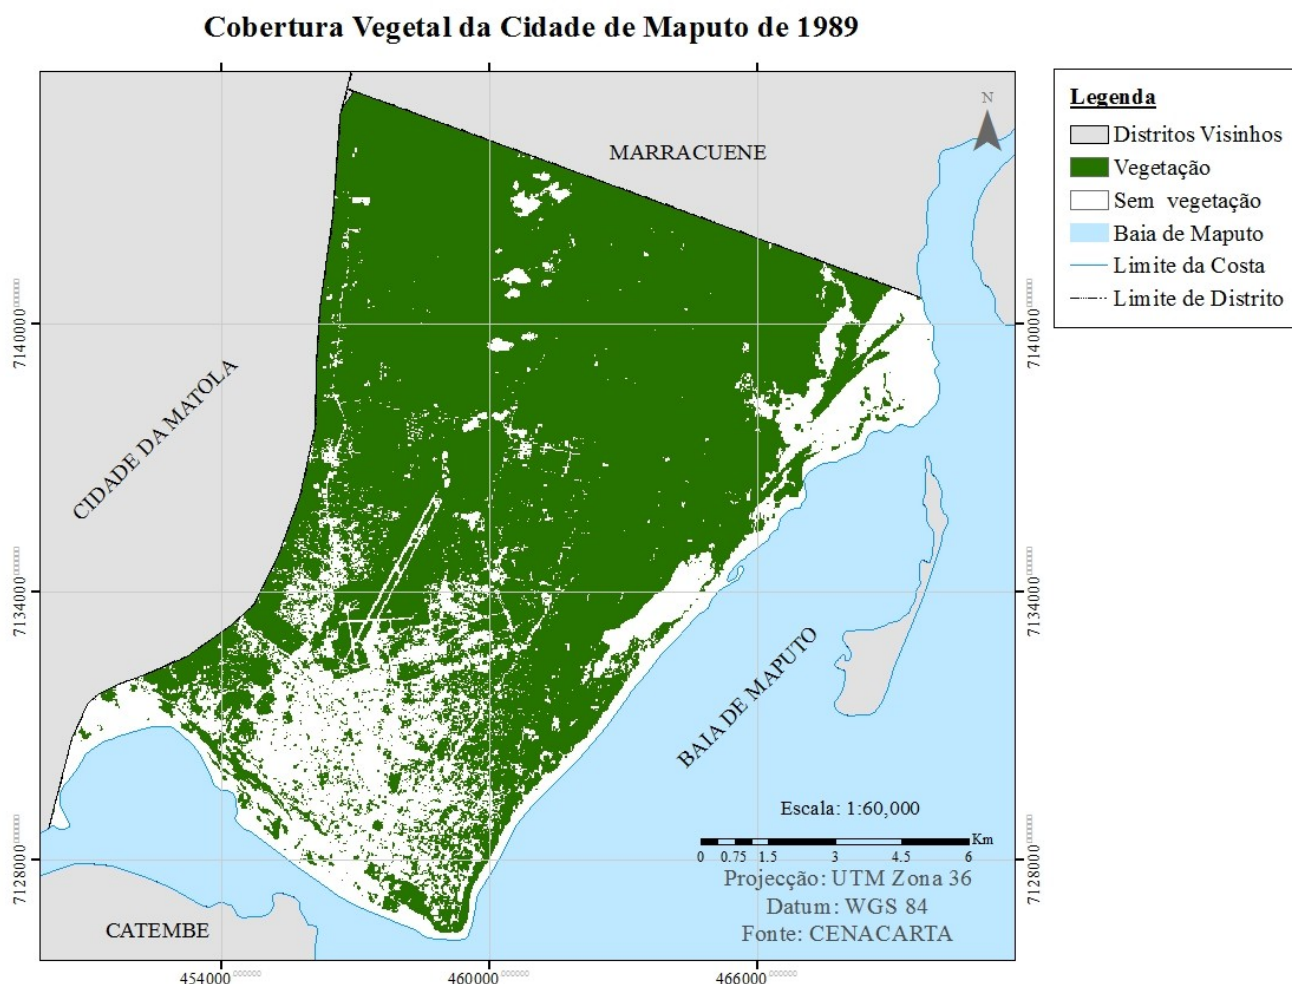 Cobertura Vegetal da Cidade de Maputo de 1989
N
MARRACUENE
CIDADE DA MATOLA
BAIA DE MAPUTO
CATEMBE
Legenda
Distritos Visinhos
Vegetação
Sem vegetação
Baia de Maputo
Limite da Costa
Limite de Distrito
7140000
7134000
7128000
7140000
7134000
7128000
Escala: 1:60,000
Km
0 0.75 1.5 3 4.5 6
Projecção: UTM Zona 36
Datum: WGS 84
Fonte: CENACARTA
454000 460000 466000